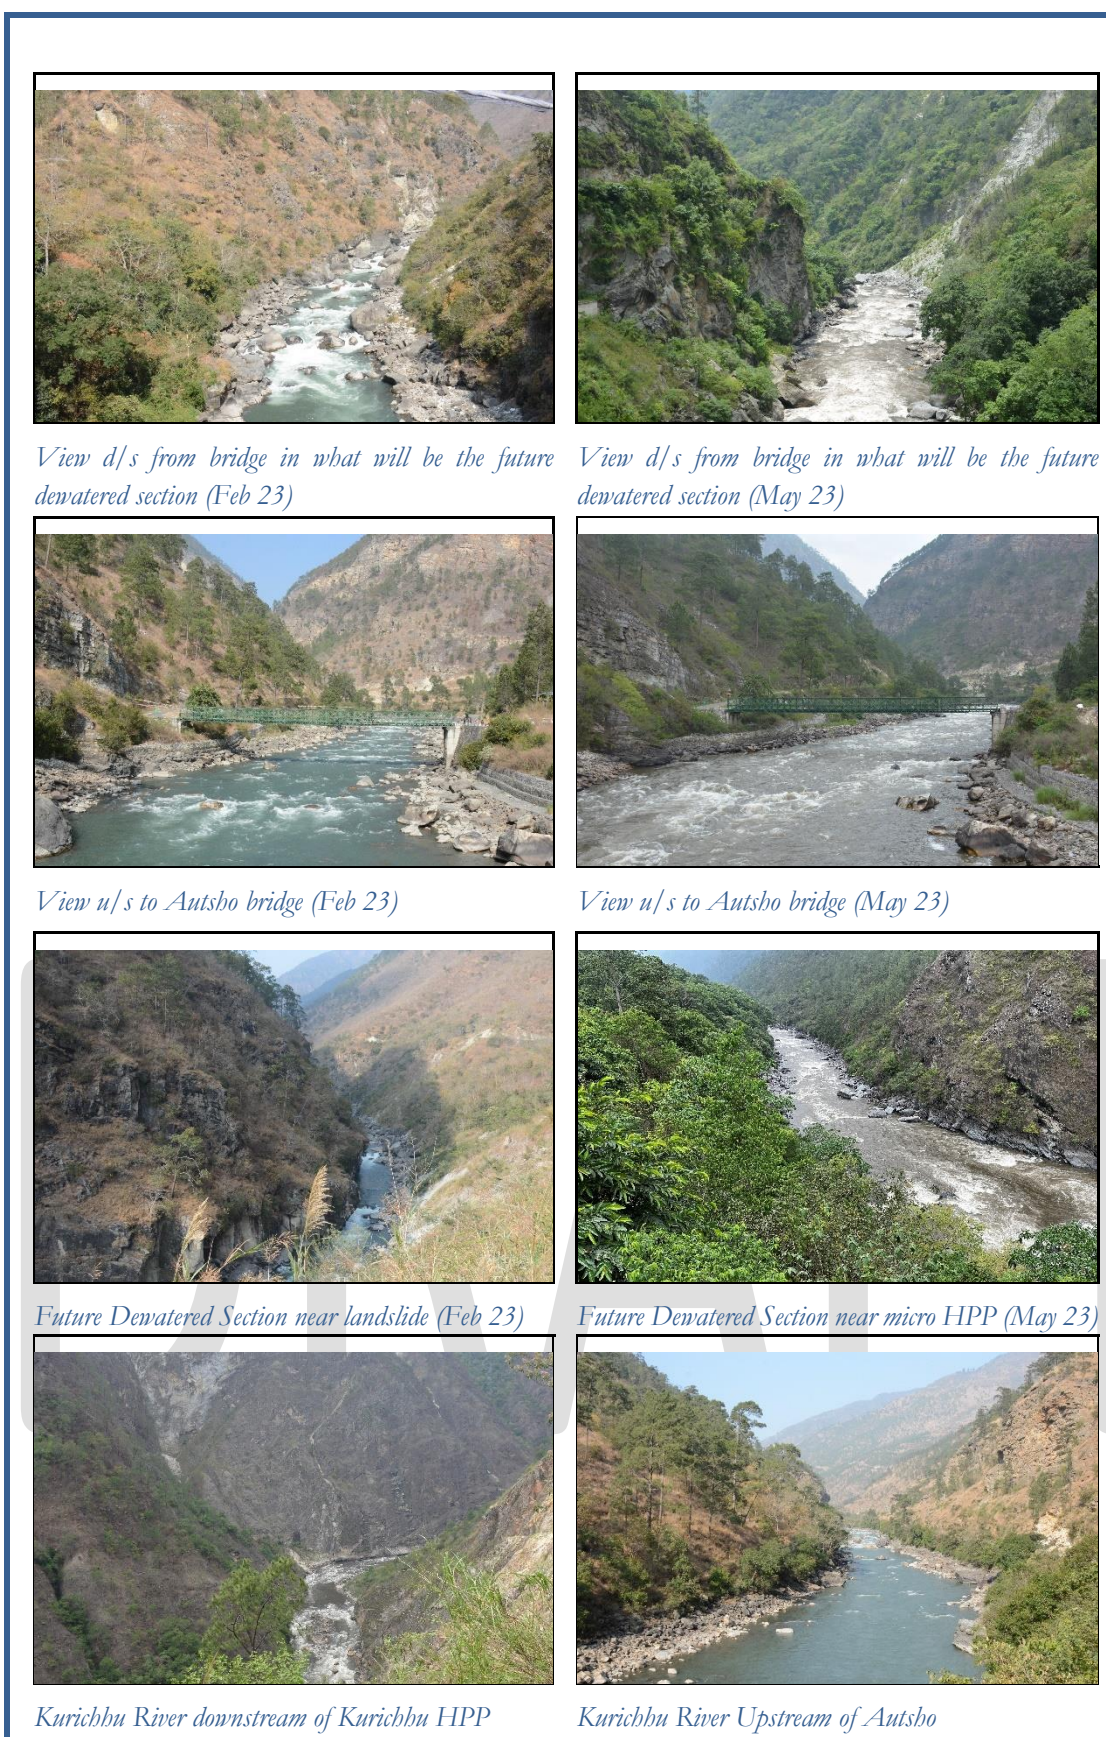 View d/s from bridge in what will be the future
dewatered section (Feb 23)
View d/s from bridge in what will be the future
dewatered section (May 23)
View u/s to Autsho bridge (Feb 23)
View u/s to Autsho bridge (May 23)
Future Dewatered Section near landslide (Feb 23)
Future Dewatered Section near micro HPP (May 23)
Kurichhu River downstream of Kurichhu HPP
Kurichhu River Upstream of Autsho